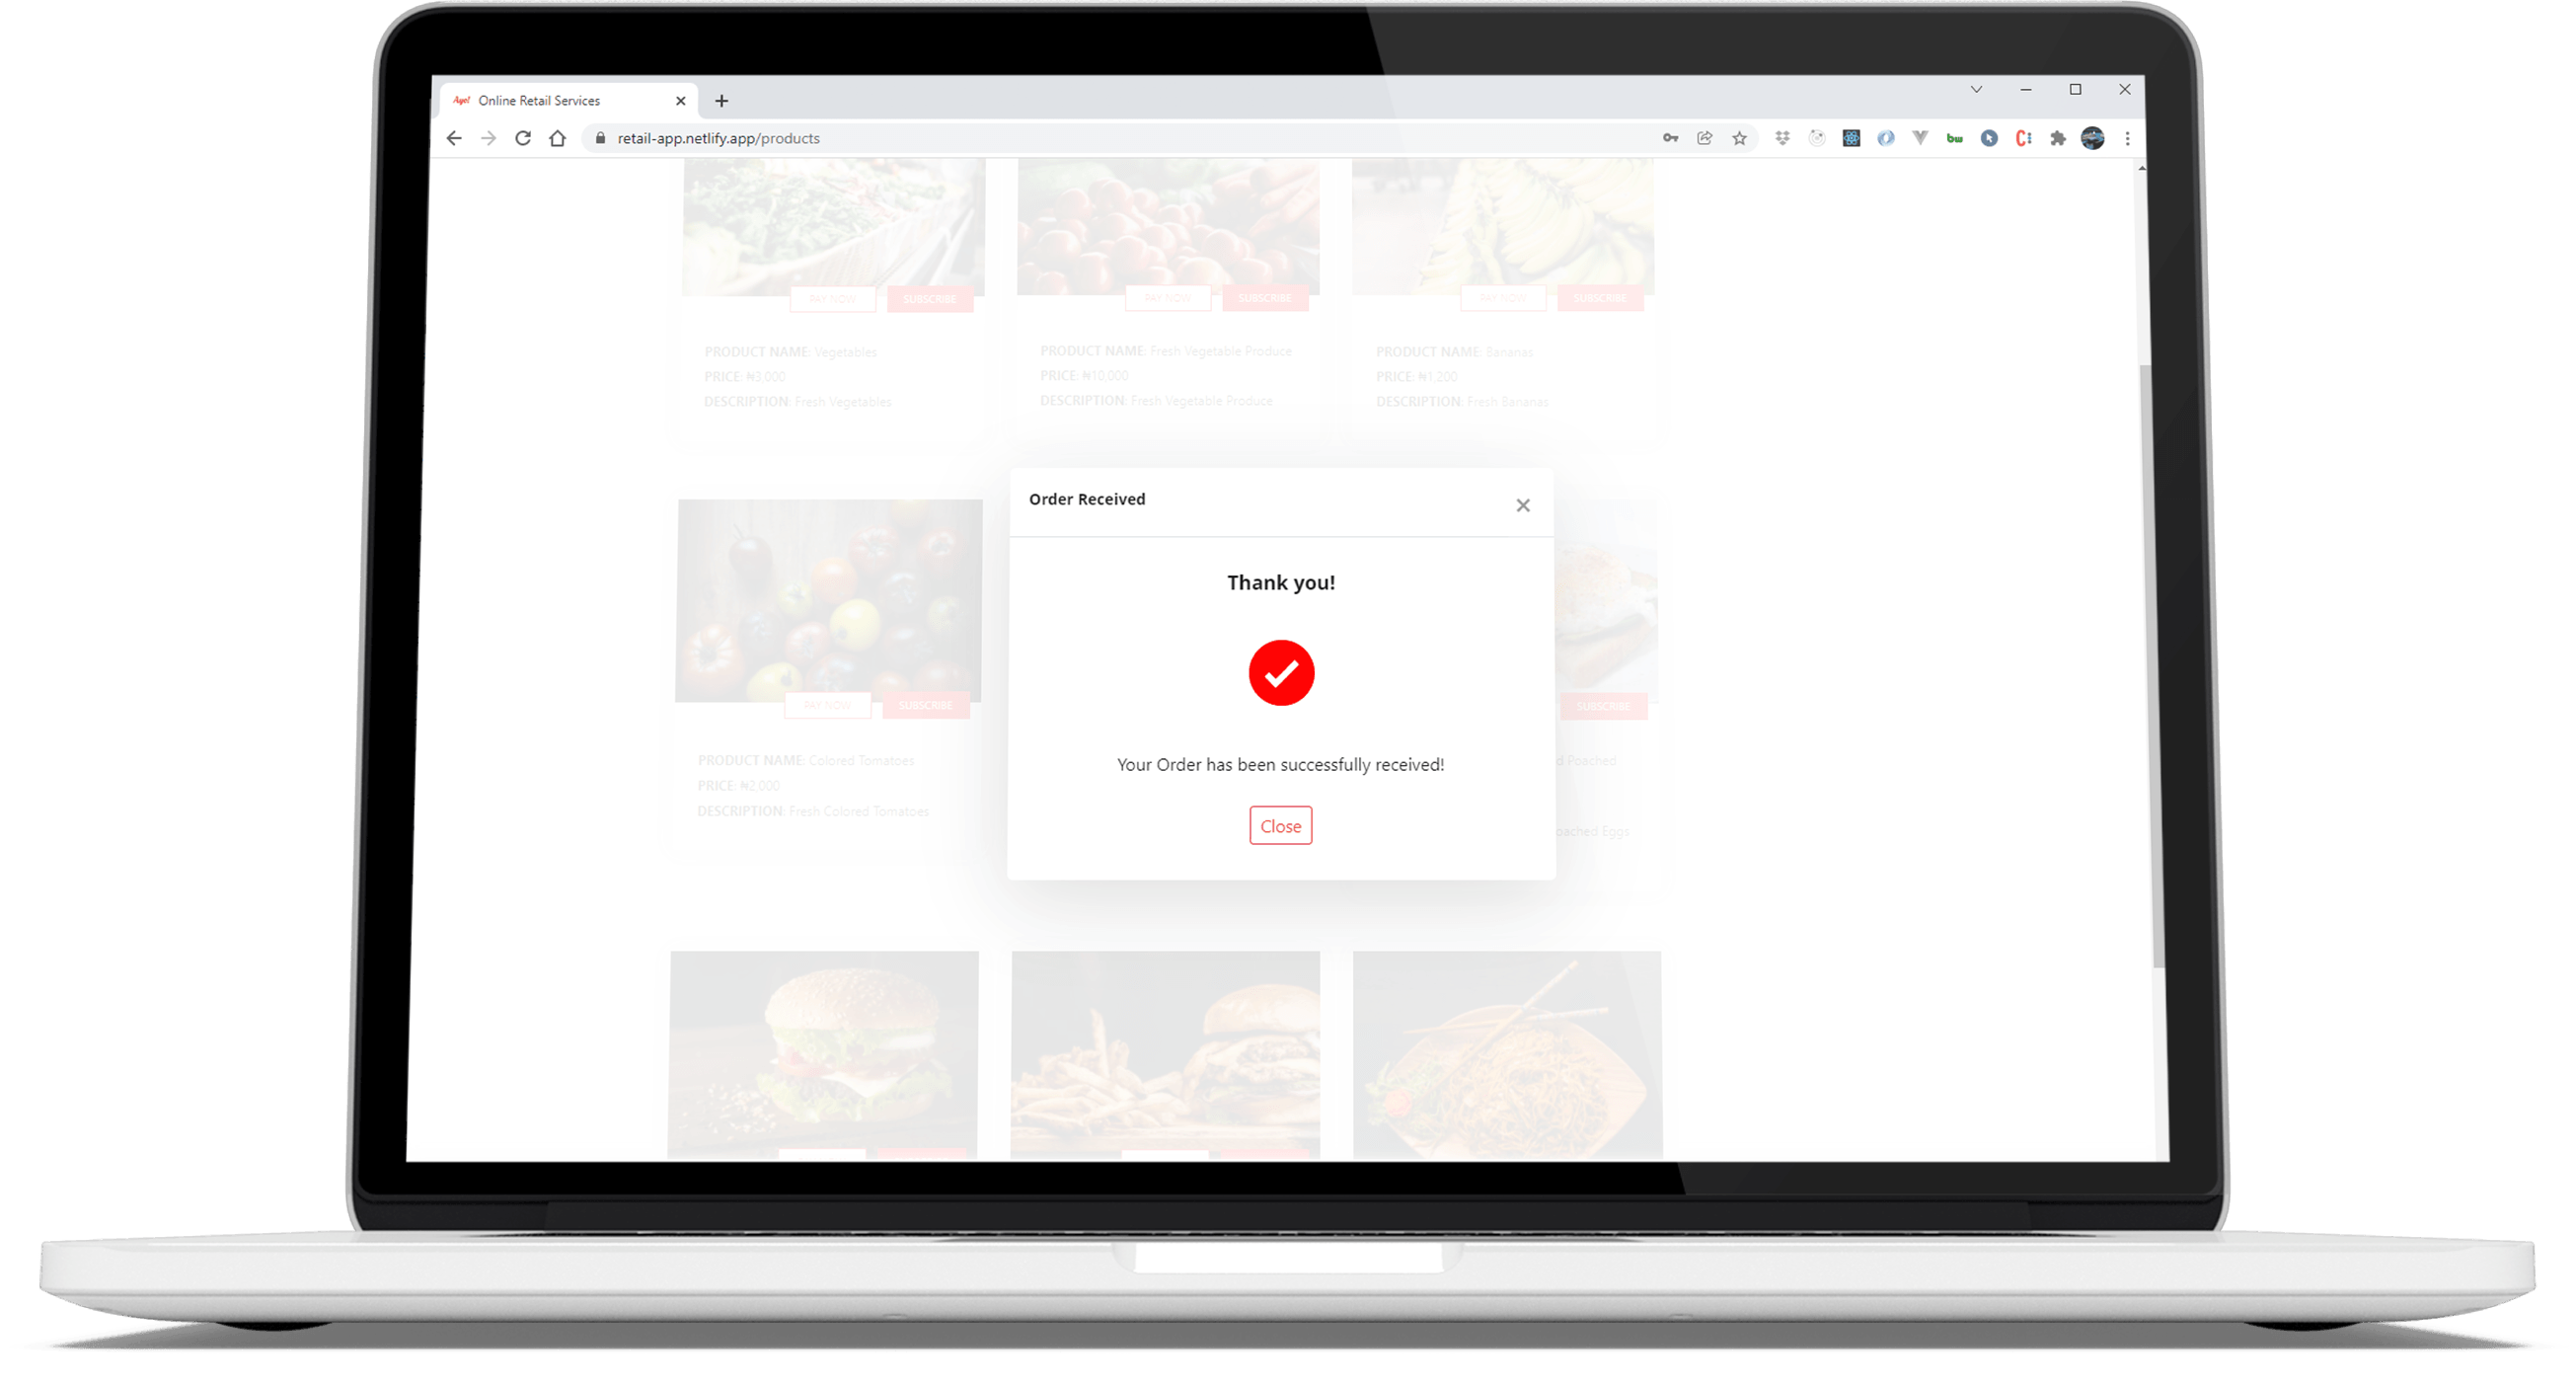 Ayo! Online Retail Services
retail-app.netlify.app/products
PAY NOW SUBSCRIBE
PAY NOW SUBSCRIBE
PAY NOW SUBSCRIBE
PRODUCT NAME: Vegetables
PRICE: ₦3,000
DESCRIPTION: Fresh Vegetables
PRODUCT NAME: Fresh Vegetable Produce
PRICE: ₦10,000
DESCRIPTION: Fresh Vegetable Produce
PRODUCT NAME: Bananas
PRICE: ₦1,200
DESCRIPTION: Fresh Bananas
Order Received
Thank you!
Your Order has been successfully received!
Close
PAY NOW SUBSCRIBE
PRODUCT NAME: Colored Tomatoes
PRICE: ₦2,000
DESCRIPTION: Fresh Colored Tomatoes
SUBSCRIBE
d Poached
oached Eggs
bw